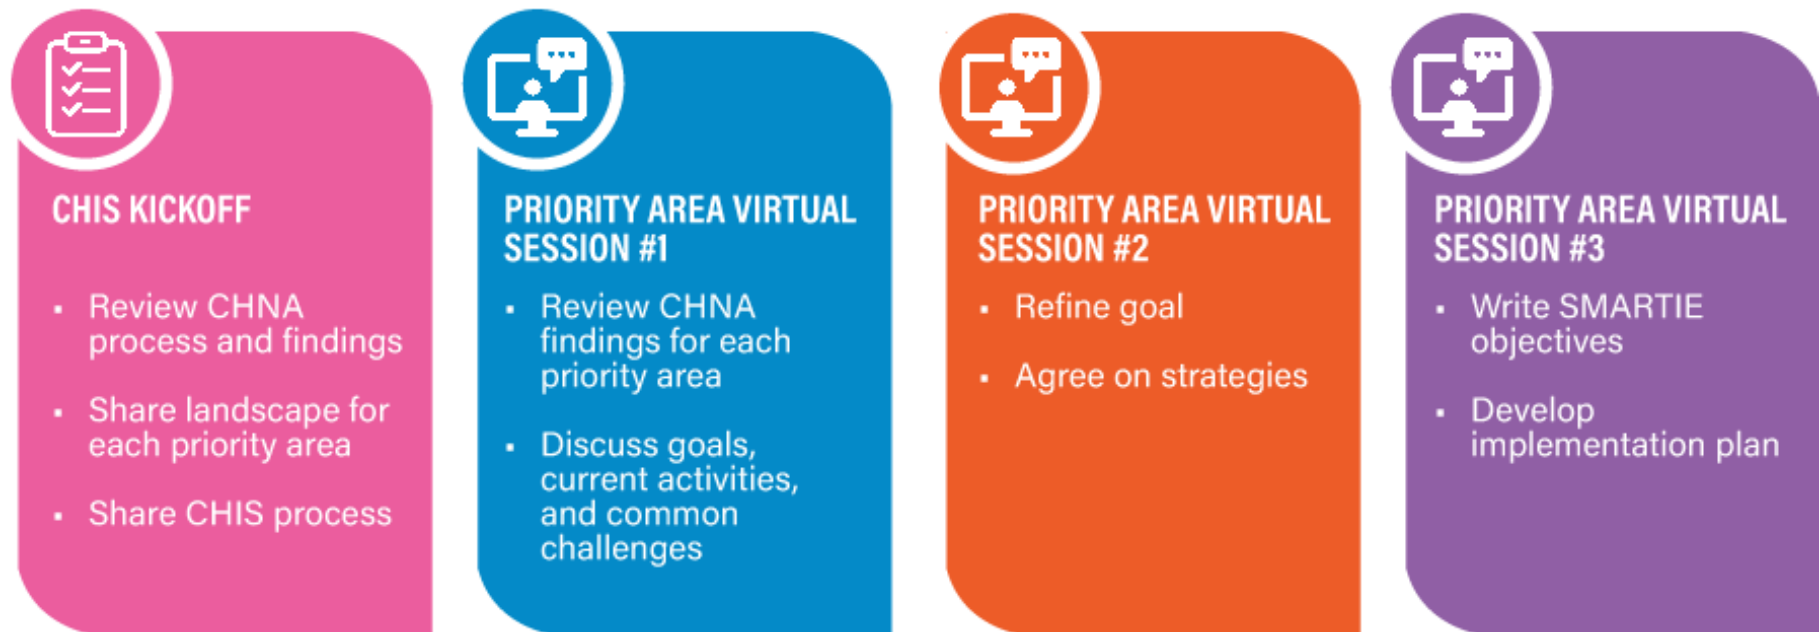 CHIS KICKOFF
▪ Review CHNA
process and findings
▪ Share landscape for
each priority area
▪ Share CHIS process
PRIORITY AREA VIRTUAL
SESSION #1
▪ Review CHNA
findings for each
priority area
▪ Discuss goals,
current activities,
and common
challenges
PRIORITY AREA VIRTUAL
SESSION #2
▪ Refine goal
▪ Agree on strategies
PRIORITY AREA VIRTUAL
SESSION #3
▪ Write SMARTIE
objectives
▪ Develop
implementation plan